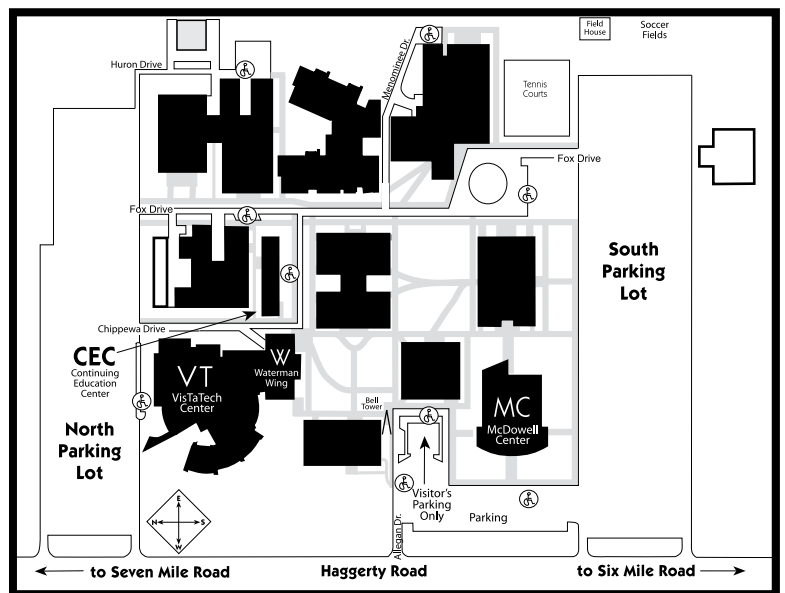 Field
House
Soccer
Fields
Huron Drive
Menominee Dr.
Tennis
Courts
Fox Drive
Fox Drive
South
Parking
Lot
Chippewa Drive
CEC
Continuing
Education
Center
W
Waterman
Wing
VT
VisTaTech
Center
Bell
Tower
MC
McDowell
Center
North
Parking
Lot
Visitor's
Parking
Only
E
N
S
W
Parking
Allegan Dr.
to Seven Mile Road
Haggerty Road
to Six Mile Road